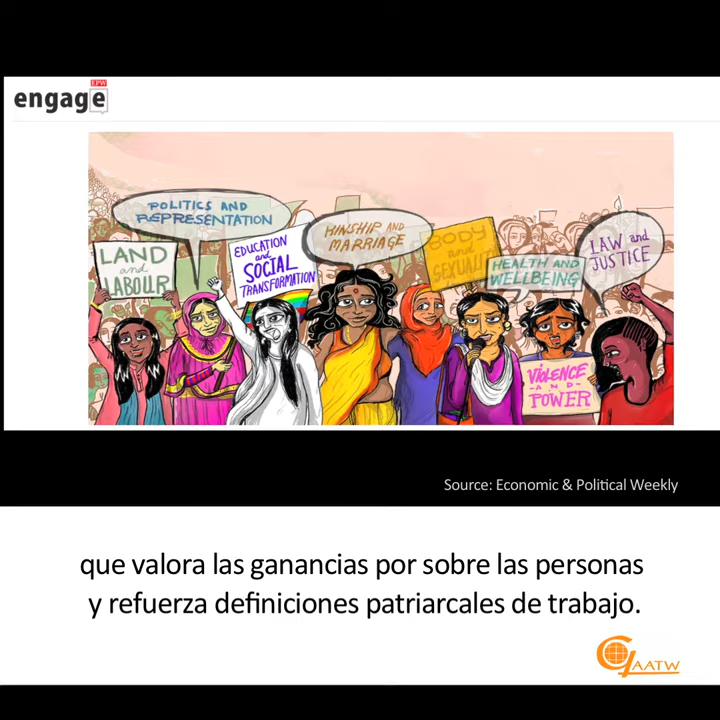 EPW
engage
POLITICS AND
REPRESENTATION
LAND
and
LABOUR
EDUCATION
and
SOCIAL
TRANSFORMATION
KINSHIP AND
MARRIAGE
BODY
and
SEXUALITY
HEALTH AND
WELLBEING
LAW and
JUSTICE
VIOLENCE
-AND-
POWER
Source: Economic & Political Weekly
que valora las ganancias por sobre las personas
y refuerza definiciones patriarcales de trabajo.
GAATW